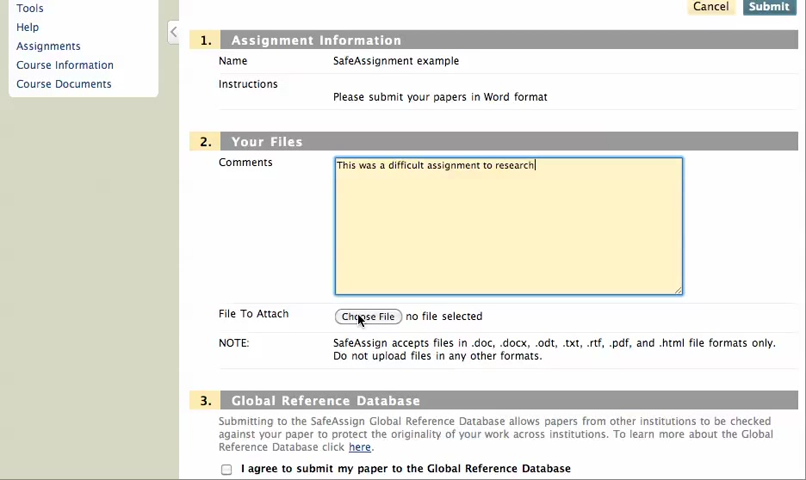 Tools
Help
Assignments
Course Information
Course Documents
Cancel
Submit
1. Assignment Information
Name SafeAssignment example
Instructions
Please submit your papers in Word format
2. Your Files
Comments
This was a difficult assignment to research
File To Attach Choose File no file selected
NOTE: SafeAssign accepts files in .doc, .docx, .odt, .txt, .rtf, .pdf, and .html file formats only.
Do not upload files in any other formats.
3. Global Reference Database
Submitting to the SafeAssign Global Reference Database allows papers from other institutions to be checked
against your paper to protect the originality of your work across institutions. To learn more about the Global
Reference Database click here.
I agree to submit my paper to the Global Reference Database